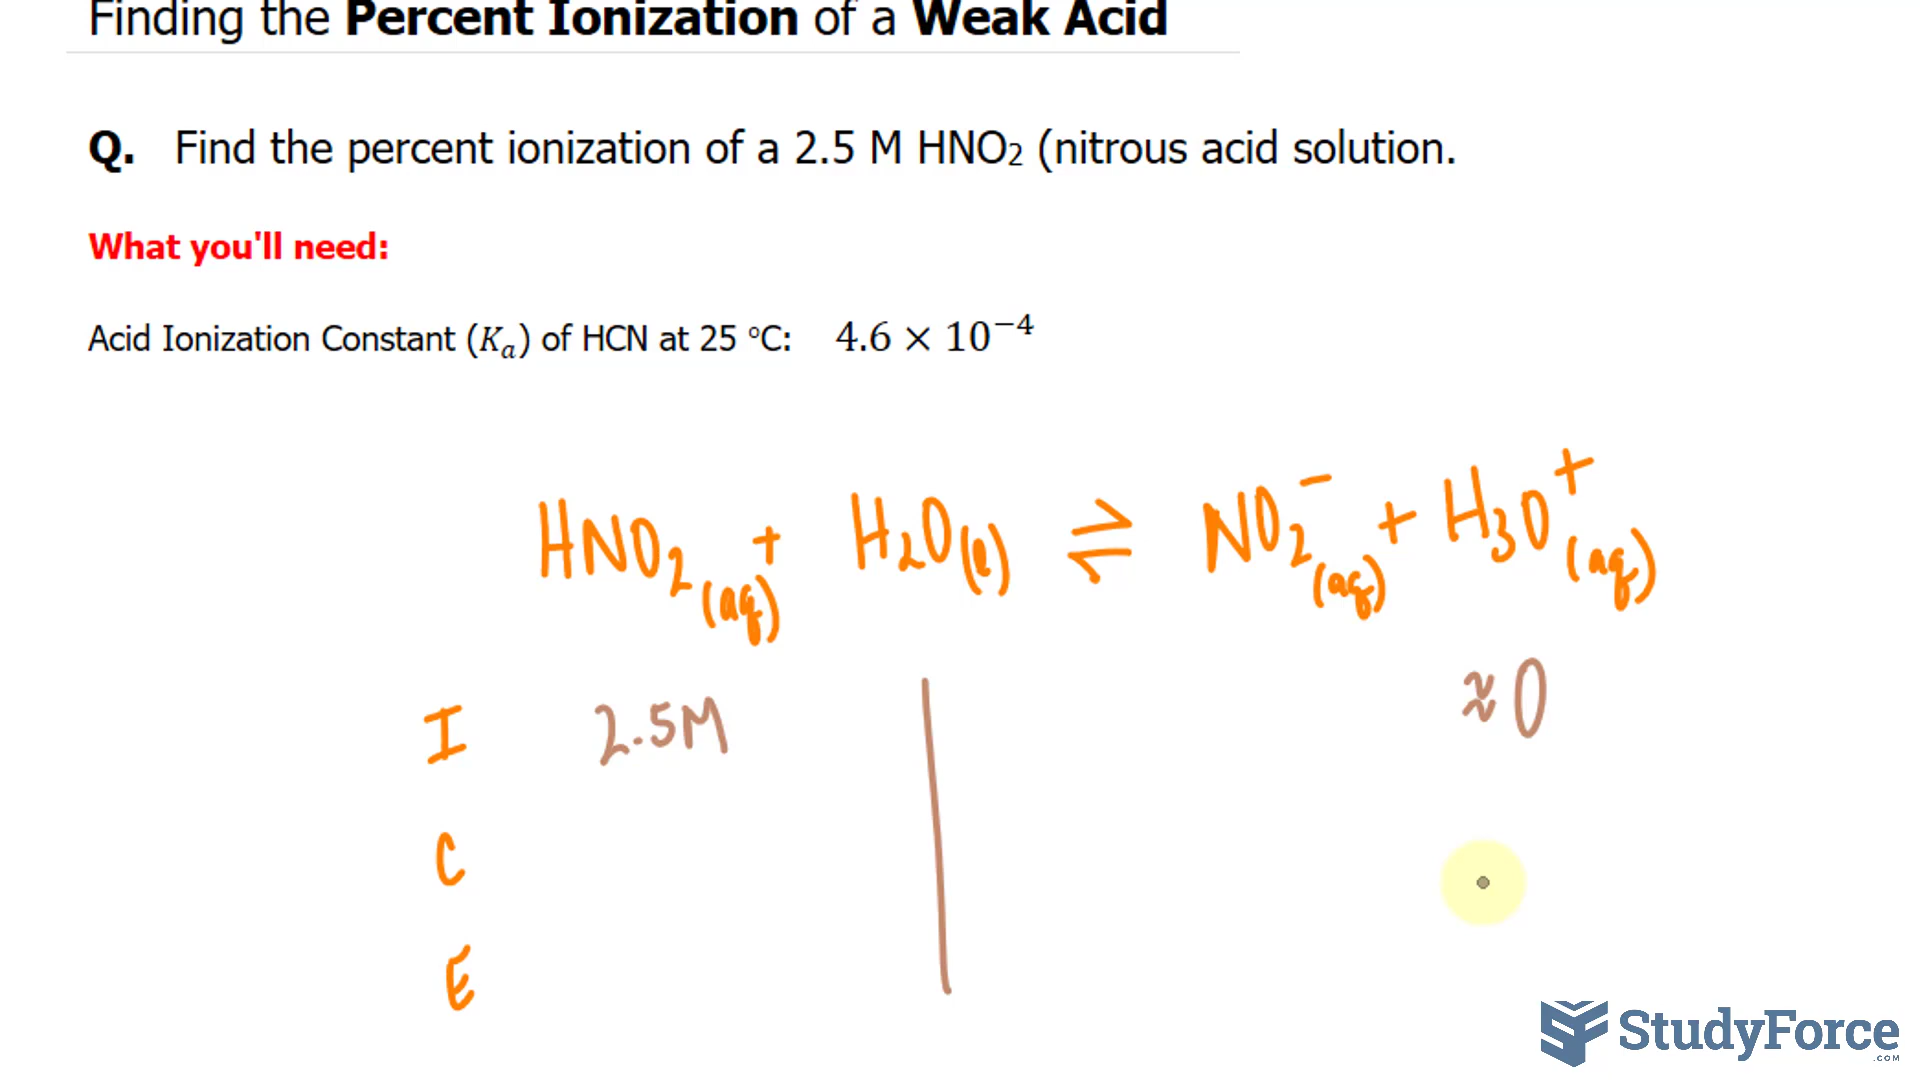 Finding the Percent Ionization of a Weak Acid
Q. Find the percent ionization of a 2.5 M HNO₂ (nitrous acid solution.
What you'll need:
Acid Ionization Constant (Kₐ) of HCN at 25 °C: 4.6 × 10⁻⁴
HNO₂(aq) + H₂O(l) ⇌ NO₂⁻(aq) + H₃O⁺(aq)
I 2.5M ≈ 0
C
E
StudyForce
.COM